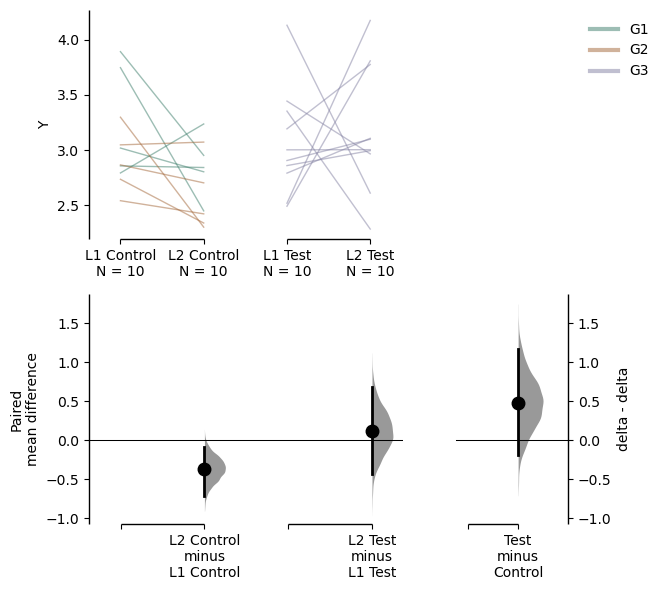 G1
G2
G3
4.0
3.5
3.0
2.5
Y
L1 Control
N = 10
L2 Control
N = 10
L1 Test
N = 10
L2 Test
N = 10
1.5
1.0
0.5
0.0
−0.5
−1.0
Paired
mean difference
1.5
1.0
0.5
0.0
−0.5
−1.0
delta - delta
L2 Control
minus
L1 Control
L2 Test
minus
L1 Test
Test
minus
Control